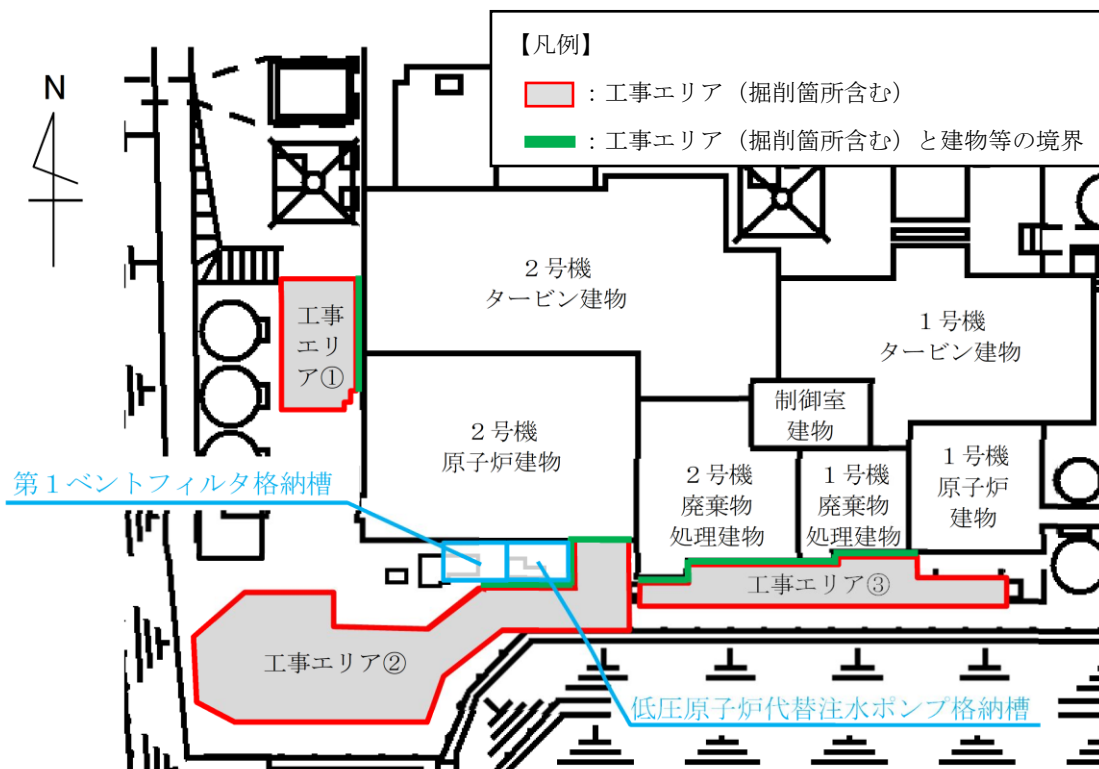 【凡例】
：工事エリア（掘削箇所含む）
：工事エリア（掘削箇所含む）と建物等の境界
N
２号機
タービン建物
１号機
タービン建物
工事
エリ
ア①
制御室
建物
２号機
原子炉建物
２号機
廃棄物
処理建物
１号機
廃棄物
処理建物
１号機
原子炉
建物
第１ベントフィルタ格納槽
工事エリア③
工事エリア②
低圧原子炉代替注水ポンプ格納槽